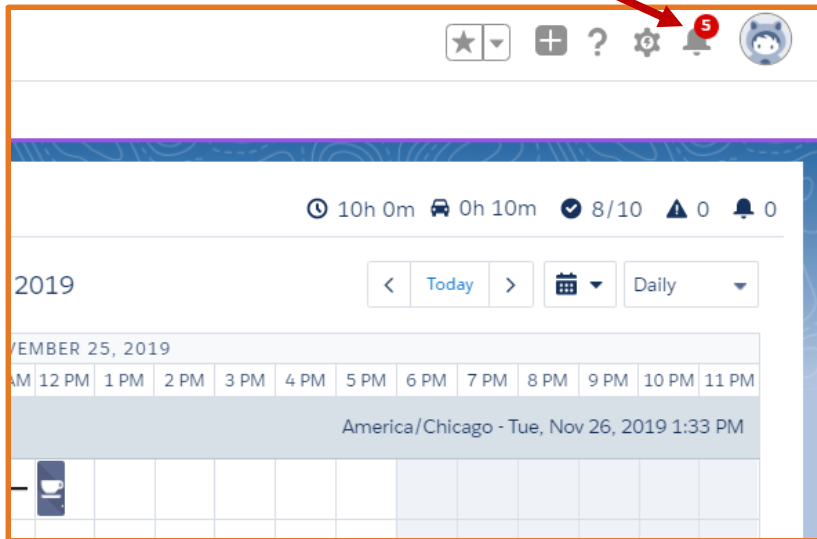 5
10h 0m 0h 10m 8/10 0 0
2019
Today Daily
VEMBER 25, 2019
AM 12 PM 1 PM 2 PM 3 PM 4 PM 5 PM 6 PM 7 PM 8 PM 9 PM 10 PM 11 PM
America/Chicago - Tue, Nov 26, 2019 1:33 PM